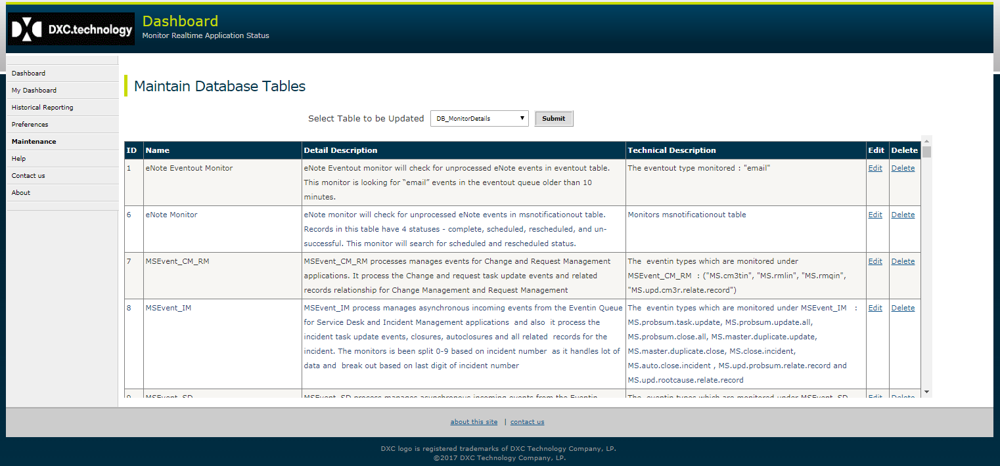 DXC.technology
Dashboard
Monitor Realtime Application Status
Dashboard
My Dashboard
Historical Reporting
Preferences
Maintenance
Help
Contact us
About
Maintain Database Tables
Select Table to be Updated DB_MonitorDetails Submit
ID Name Detail Description Technical Description Edit Delete
1 eNote Eventout Monitor eNote Eventout monitor will check for unprocessed eNote events in eventout table. The eventout type monitored : "email" Edit Delete
This monitor is looking for “email” events in the eventout queue older than 10
minutes.
6 eNote Monitor eNote monitor will check for unprocessed eNote events in msnotificationout table. Monitors msnotificationout table Edit Delete
Records in this table have 4 statuses - complete, scheduled, rescheduled, and un-
successful. This monitor will search for scheduled and rescheduled status.
7 MSEvent_CM_RM MSEvent_CM_RM processes manages events for Change and Request Management The  eventin types which are monitored under Edit Delete
applications. It process the Change and request task update events and related MSEvent_CM_RM  : ("MS.cm3tin", "MS.rmlin", "MS.rmqin",
records relationship for Change Management and Request Management "MS.upd.cm3r.relate.record")
8 MSEvent_IM MSEvent_IM process manages asynchronous incoming events from the Eventin Queue The  eventin types which are monitored under MSEvent_IM   : Edit Delete
for Service Desk and Incident Management applications  and also  it process the MS.probsum.task.update, MS.probsum.update.all,
incident task update events, closures, autoclosures and all related  records for the MS.probsum.close.all, MS.master.duplicate.update,
incident. The monitors is been split 0-9 based on incident number  as it handles lot of MS.master.duplicate.close, MS.close.incident,
data and  break out based on last digit of incident number MS.auto.close.incident , MS.upd.probsum.relate.record and
MS.upd.rootcause.relate.record
9 MSEvent_SD MSEvent_SD process manages asynchronous incoming events from the Eventin The  eventin types which are monitored under MSEvent_SD Edit Delete
about this site | contact us
DXC logo is registered trademarks of DXC Technology Company, LP.
©2017 DXC Technology Company, LP.